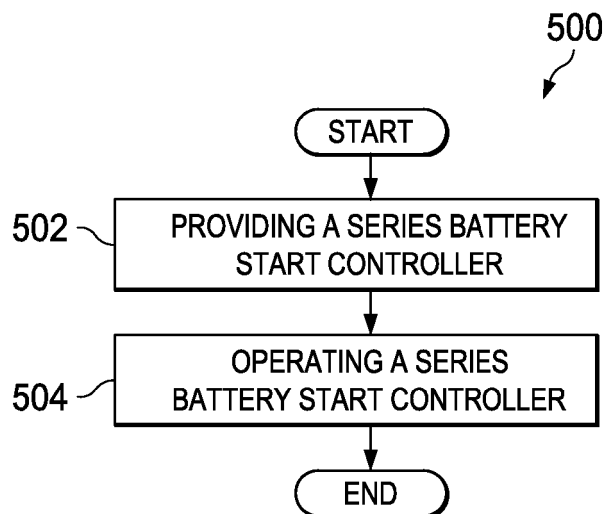 500
START
502
PROVIDING A SERIES BATTERY
START CONTROLLER
504
OPERATING A SERIES
BATTERY START CONTROLLER
END